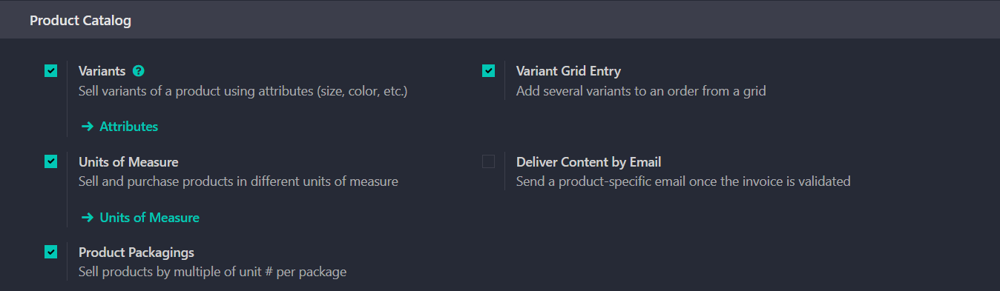 Product Catalog
Variants ?
Sell variants of a product using attributes (size, color, etc.)
Attributes
Variant Grid Entry
Add several variants to an order from a grid
Units of Measure
Sell and purchase products in different units of measure
Units of Measure
Deliver Content by Email
Send a product-specific email once the invoice is validated
Product Packagings
Sell products by multiple of unit # per package